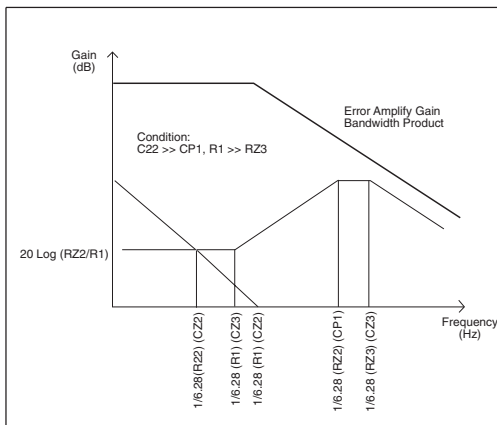 Gain
(dB)
Error Amplify Gain
Bandwidth Product
Condition:
C22 >> CP1, R1 >> RZ3
20 Log (RZ2/R1)
Frequency
(Hz)
1/6.28(R22) (CZ2)
1/6.28 (R1) (CZ3)
1/6.28 (R1) (CZ2)
1/6.28 (RZ2) (CP1)
1/6.28 (RZ3) (CZ3)